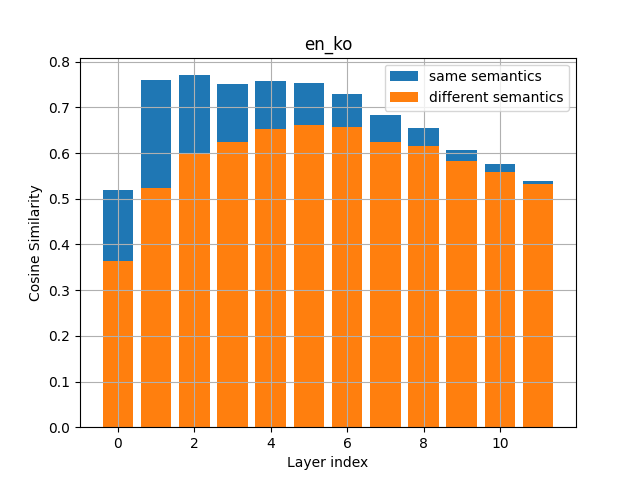 en_ko
same semantics
different semantics
0.8
0.7
0.6
0.5
0.4
0.3
0.2
0.1
0.0
Cosine Similarity
0 2 4 6 8 10
Layer index